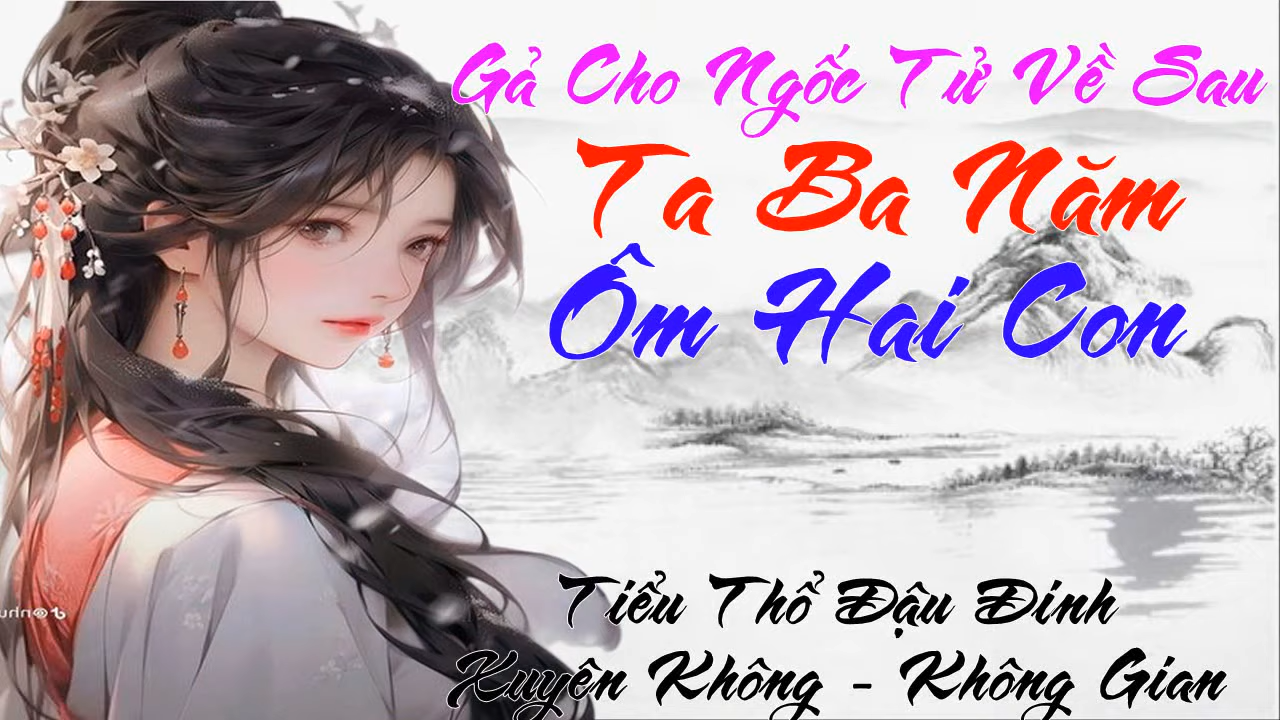 Gả Cho Ngốc Tử Về Sau
Ta Ba Năm
Ôm Hai Con
Tiểu Thổ Đậu Đinh
Xuyên Không - Không Gian